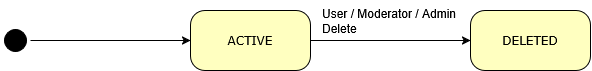 User / Moderator / Admin
Delete
ACTIVE
DELETED